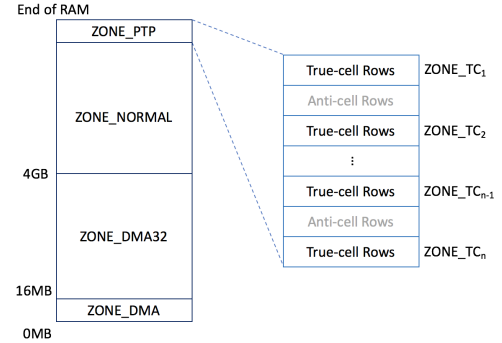 End of RAM
ZONE_PTP
ZONE_NORMAL
4GB
ZONE_DMA32
16MB
ZONE_DMA
0MB
True-cell Rows ZONE_TC1
Anti-cell Rows
True-cell Rows ZONE_TC2
⋮
True-cell Rows ZONE_TCn-1
Anti-cell Rows
True-cell Rows ZONE_TCn